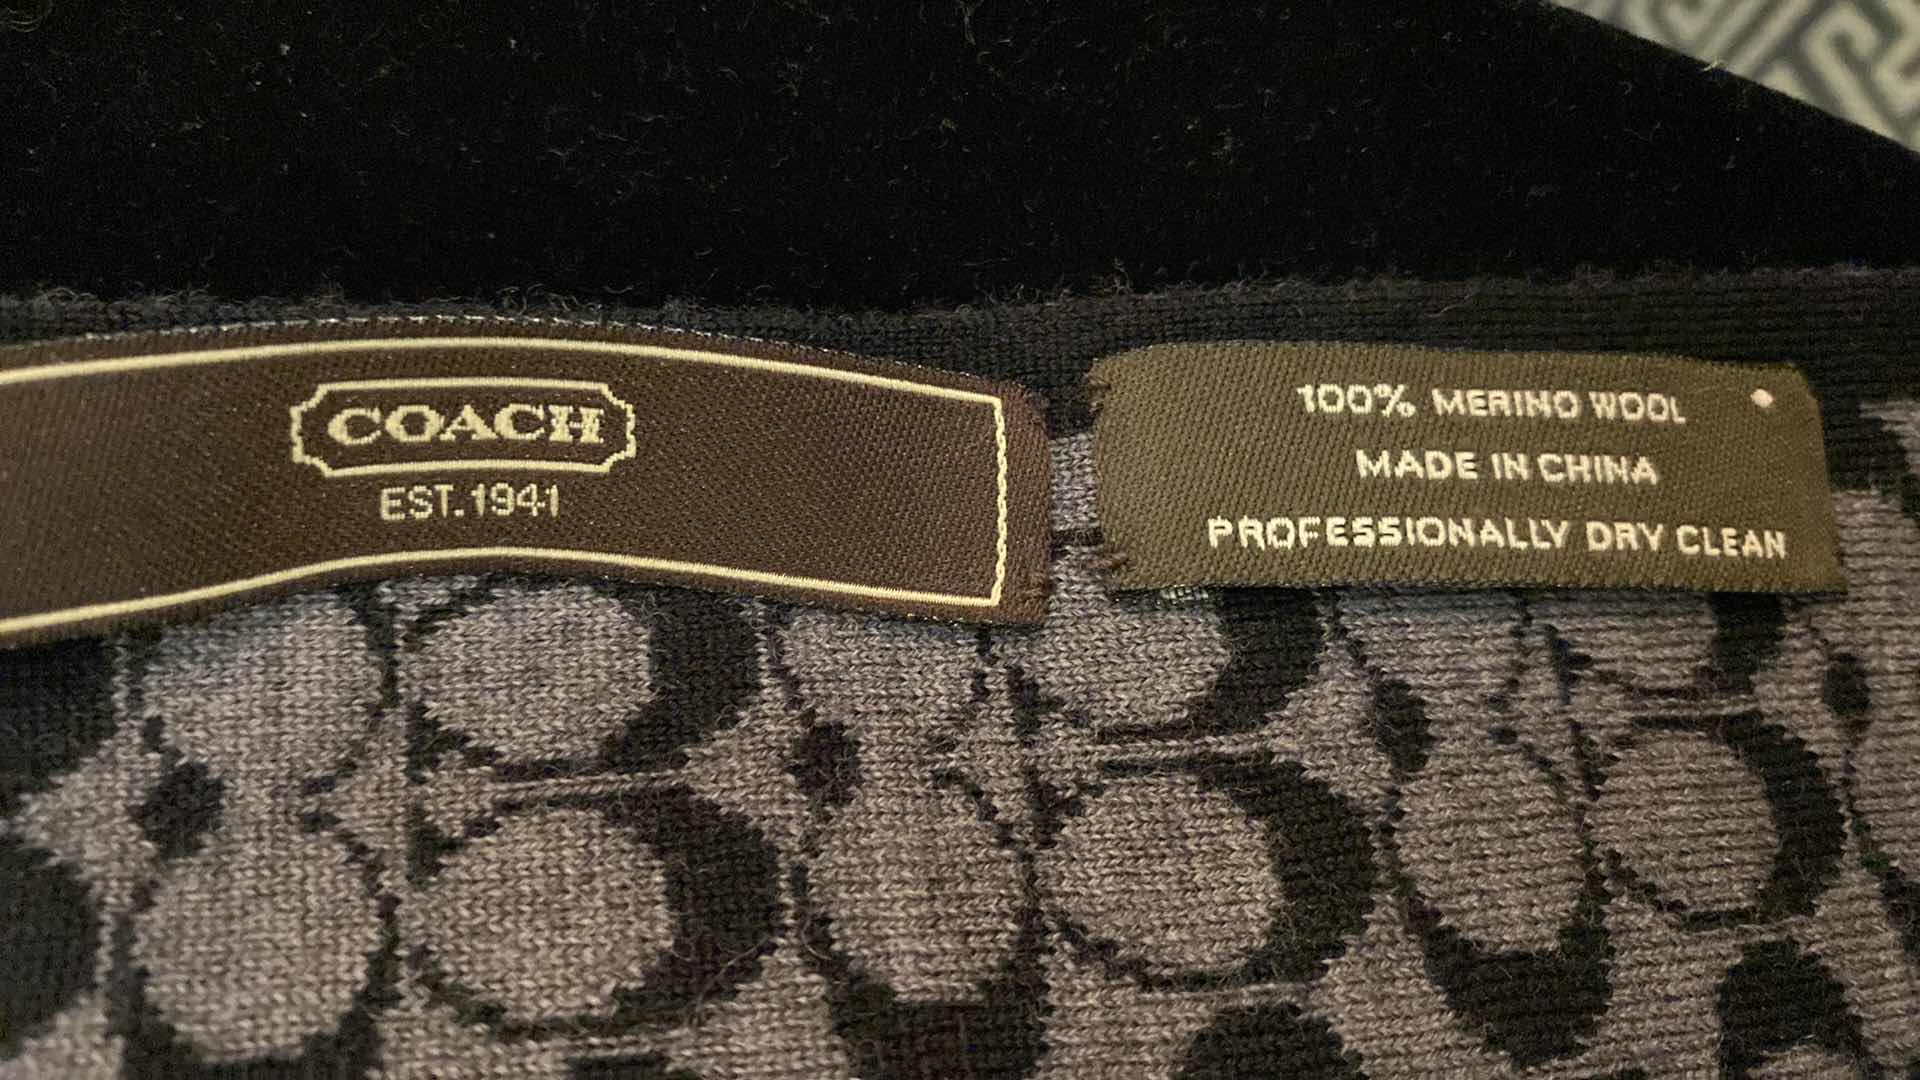 COACH
EST. 1941
100% MERINO WOOL
MADE IN CHINA
PROFESSIONALLY DRY CLEAN